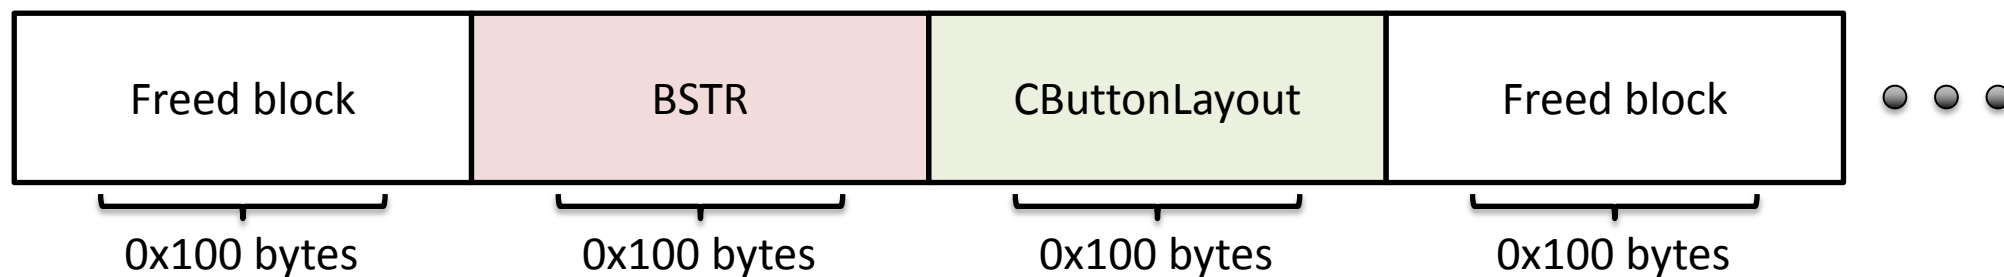 Freed block BSTR CButtonLayout Freed block
0x100 bytes 0x100 bytes 0x100 bytes 0x100 bytes